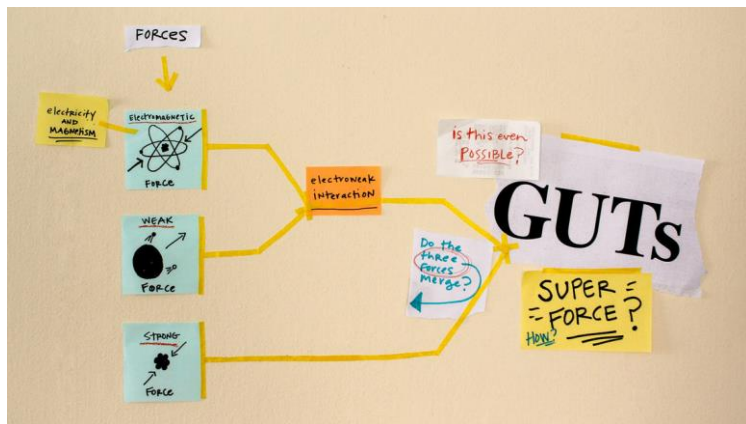 FORCES
electricity
AND
MAGNETISM
ElectromagNETIC
FORCE
WEAK
FORCE
STRONG
FORCE
electroweak
interaction
is this even
POSSIBLE?
GUTs
Do the
three
forces
merge?
SUPER
FORCE?
HOW?